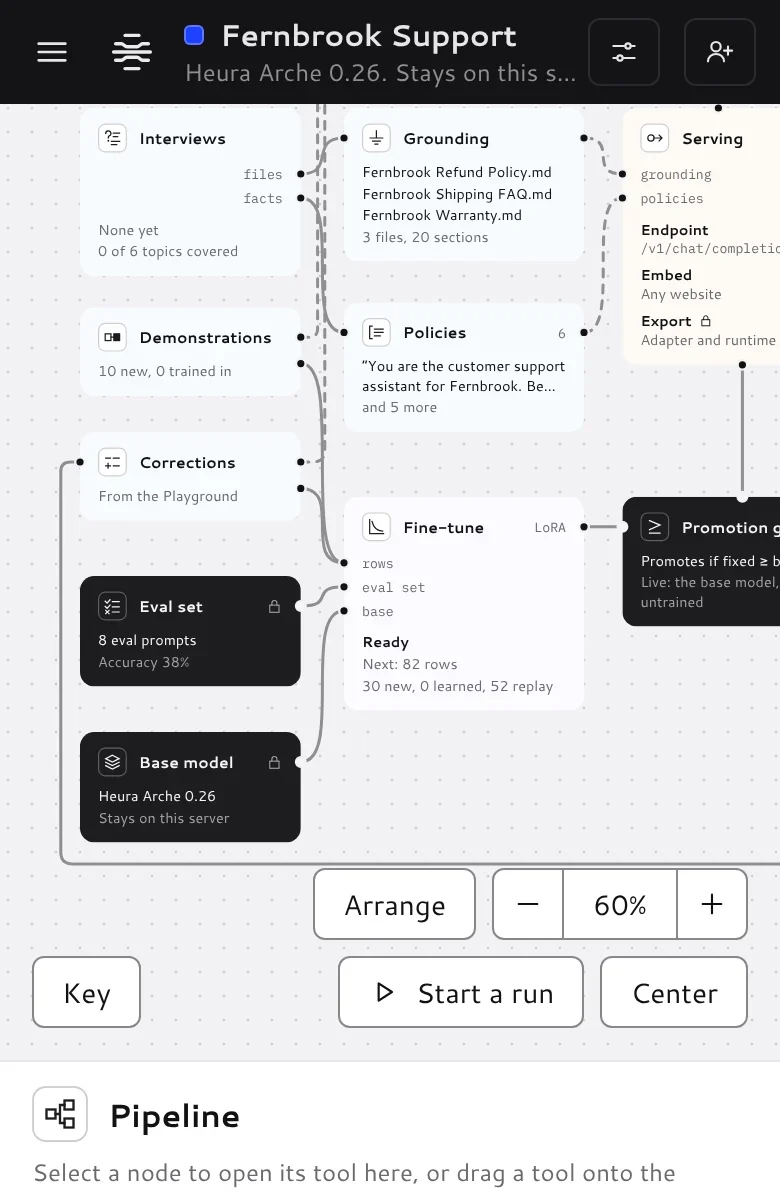 Fernbrook Support
Heura Arche 0.26. Stays on this s...
Interviews
files
facts
None yet
0 of 6 topics covered
Grounding
Fernbrook Refund Policy.md
Fernbrook Shipping FAQ.md
Fernbrook Warranty.md
3 files, 20 sections
Serving
grounding
policies
Endpoint
/v1/chat/completic
Embed
Any website
Export
Adapter and runtime
Demonstrations
10 new, 0 trained in
Policies 6
“You are the customer support
assistant for Fernbrook. Be...
and 5 more
Corrections
From the Playground
Fine-tune LoRA
rows
eval set
base
Ready
Next: 82 rows
30 new, 0 learned, 52 replay
Promotion g
Promotes if fixed ≥ b
Live: the base model,
untrained
Eval set
8 eval prompts
Accuracy 38%
Base model
Heura Arche 0.26
Stays on this server
Arrange
60%
Key
Start a run
Center
Pipeline
Select a node to open its tool here, or drag a tool onto the